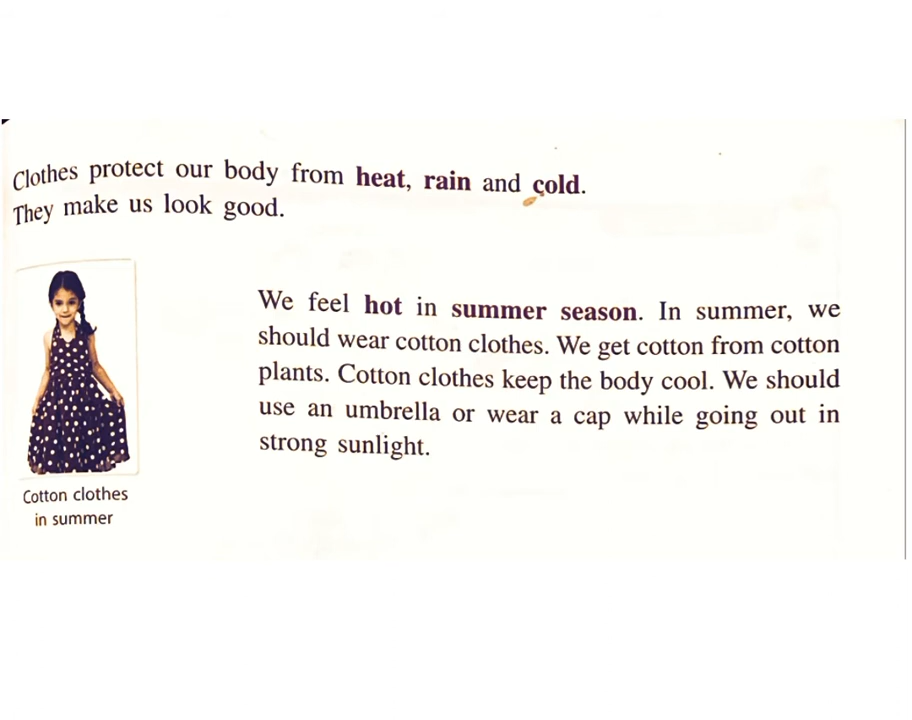 Clothes protect our body from heat, rain and cold.
They make us look good.
We feel hot in summer season. In summer, we
should wear cotton clothes. We get cotton from cotton
plants. Cotton clothes keep the body cool. We should
use an umbrella or wear a cap while going out in
strong sunlight.
Cotton clothes
in summer